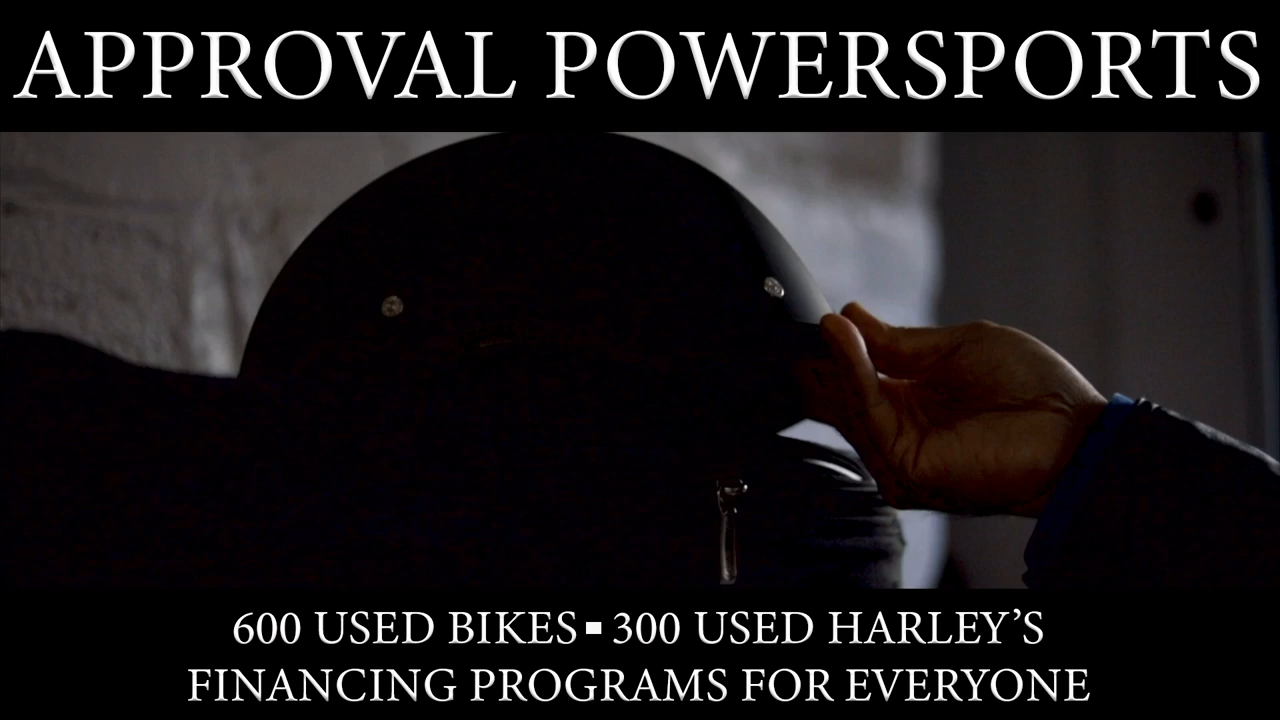 APPROVAL POWERSPORTS
600 USED BIKES▪300 USED HARLEY’S
FINANCING PROGRAMS FOR EVERYONE